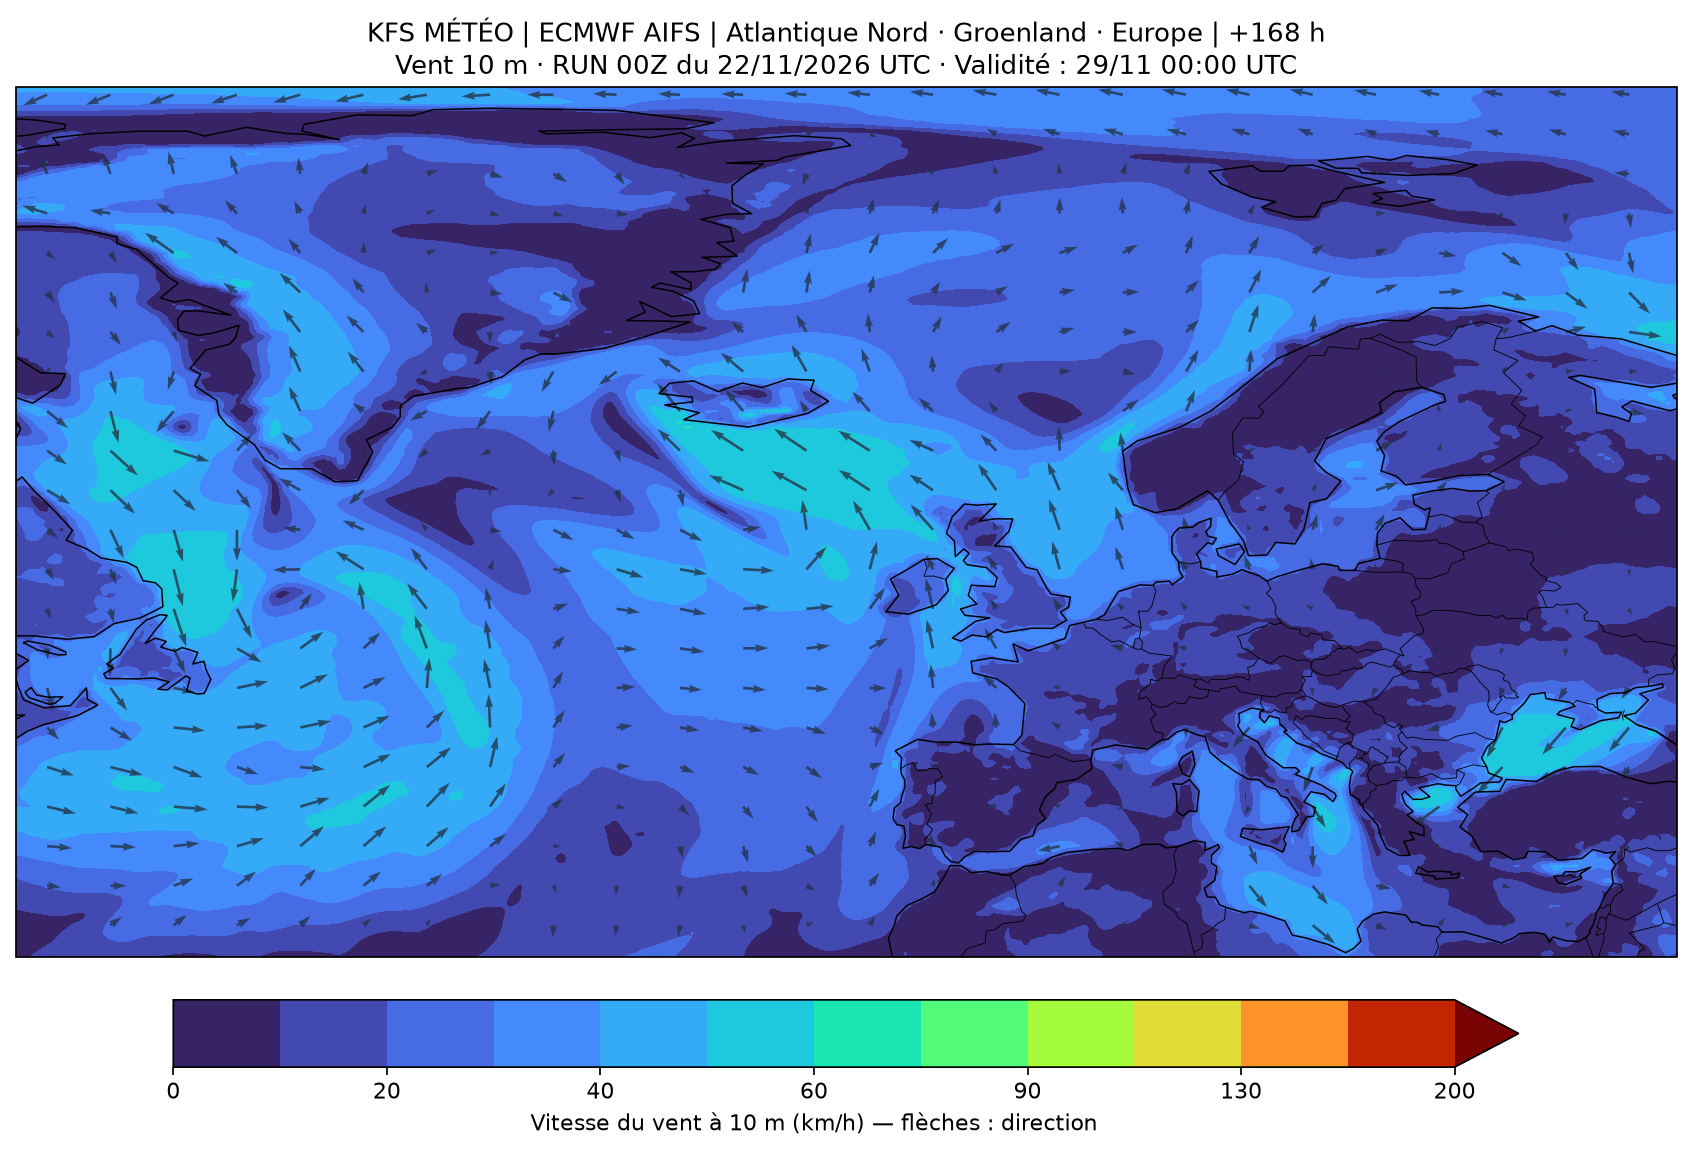 KFS MÉTÉO | ECMWF AIFS | Atlantique Nord · Groenland · Europe | +168 h
Vent 10 m · RUN 00Z du 22/11/2026 UTC · Validité : 29/11 00:00 UTC
0 20 40 60 90 130 200
Vitesse du vent à 10 m (km/h) — flèches : direction